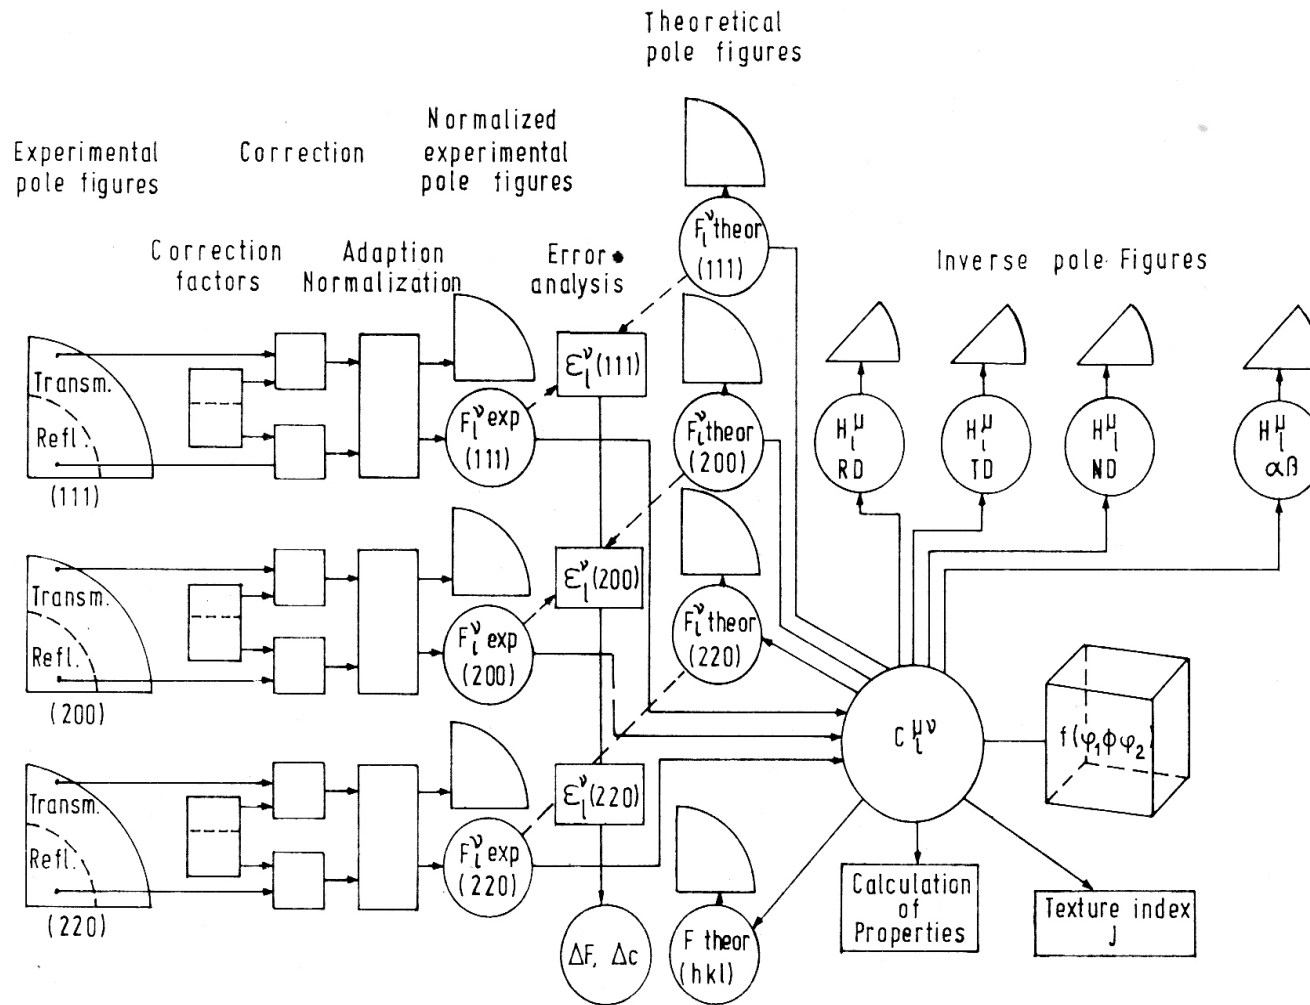 Theoretical
pole figures
Normalized
experimental
pole figures
Experimental
pole figures
Correction
Correction
factors
Adaption
Normalization
Error
analysis
Inverse pole Figures
F_l^ν theor
(111)
Transm.
Refl.
(111)
F_l^ν exp
(111)
ε_l^ν(111)
F_l^ν theor
(200)
H_l^μ
RD
H_l^μ
TD
H_l^μ
ND
H_l^μ
αβ
Transm.
Refl.
(200)
F_l^ν exp
(200)
ε_l^ν(200)
F_l^ν theor
(220)
C_l^μν
f(φ₁ϕφ₂)
Transm.
Refl.
(220)
F_l^ν exp
(220)
ε_l^ν(220)
ΔF, Δc
F theor
(hkl)
Calculation
of
Properties
Texture index
J